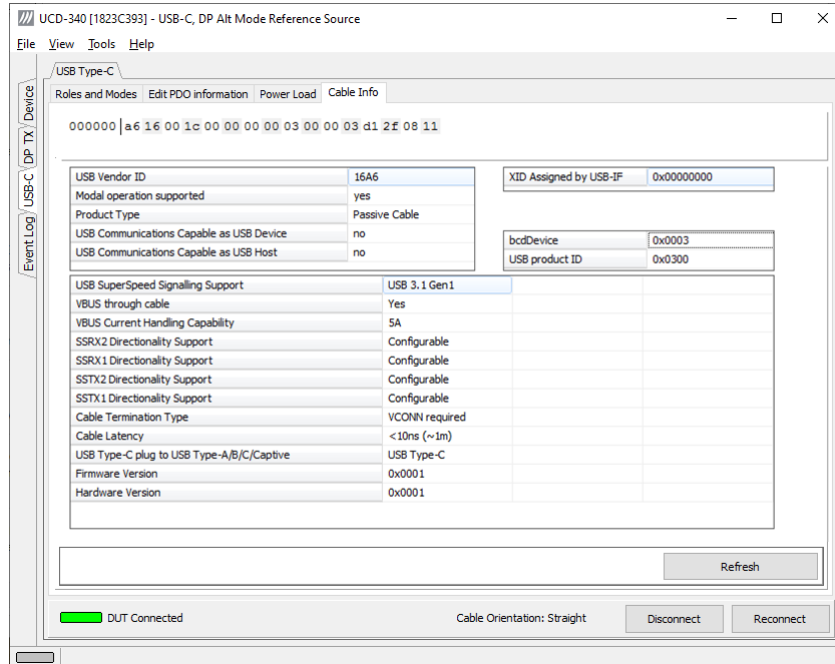 UCD-340 [1823C393] - USB-C, DP Alt Mode Reference Source
File View Tools Help
Device
DP TX
USB-C
Event Log
USB Type-C
Roles and Modes Edit PDO information Power Load Cable Info
000000 a6 16 00 1c 00 00 00 00 03 00 00 03 d1 2f 08 11
USB Vendor ID 16A6
Modal operation supported yes
Product Type Passive Cable
USB Communications Capable as USB Device no
USB Communications Capable as USB Host no
XID Assigned by USB-IF 0x00000000
bcdDevice 0x0003
USB product ID 0x0300
USB SuperSpeed Signalling Support USB 3.1 Gen1
VBUS through cable Yes
VBUS Current Handling Capability 5A
SSRX2 Directionality Support Configurable
SSRX1 Directionality Support Configurable
SSTX2 Directionality Support Configurable
SSTX1 Directionality Support Configurable
Cable Termination Type VCONN required
Cable Latency <10ns (~1m)
USB Type-C plug to USB Type-A/B/C/Captive USB Type-C
Firmware Version 0x0001
Hardware Version 0x0001
Refresh
DUT Connected Cable Orientation: Straight Disconnect Reconnect